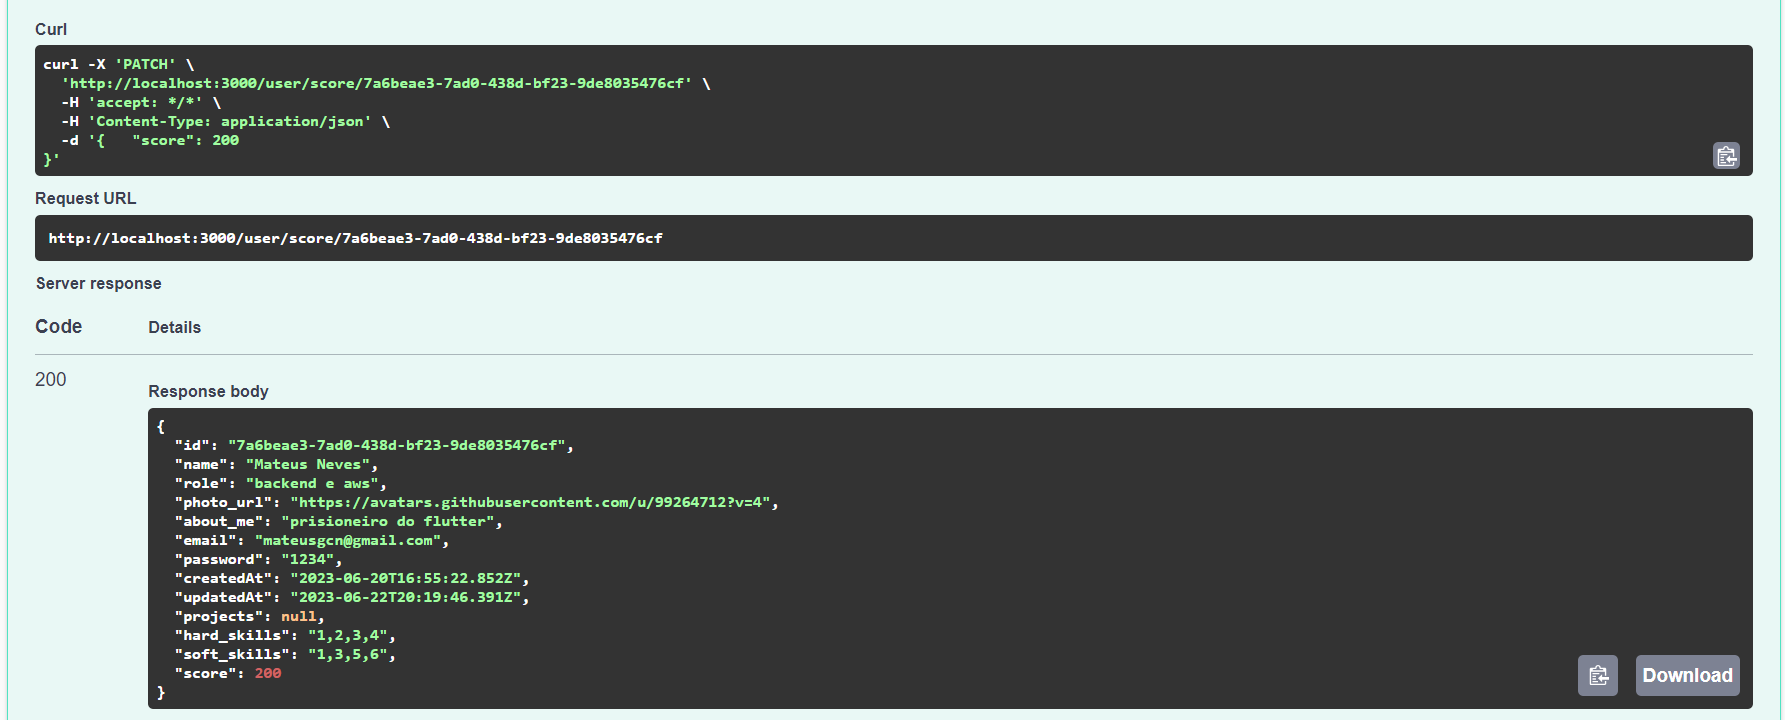 Curl
curl -X 'PATCH' \
  'http://localhost:3000/user/score/7a6beae3-7ad0-438d-bf23-9de8035476cf' \
  -H 'accept: */*' \
  -H 'Content-Type: application/json' \
  -d '{   "score": 200
}'
Request URL
http://localhost:3000/user/score/7a6beae3-7ad0-438d-bf23-9de8035476cf
Server response
Code Details
200
Response body
{
  "id": "7a6beae3-7ad0-438d-bf23-9de8035476cf",
  "name": "Mateus Neves",
  "role": "backend e aws",
  "photo_url": "https://avatars.githubusercontent.com/u/99264712?v=4",
  "about_me": "prisioneiro do flutter",
  "email": "mateusgcn@gmail.com",
  "password": "1234",
  "createdAt": "2023-06-20T16:55:22.852Z",
  "updatedAt": "2023-06-22T20:19:46.391Z",
  "projects": null,
  "hard_skills": "1,2,3,4",
  "soft_skills": "1,3,5,6",
  "score": 200
}
Download